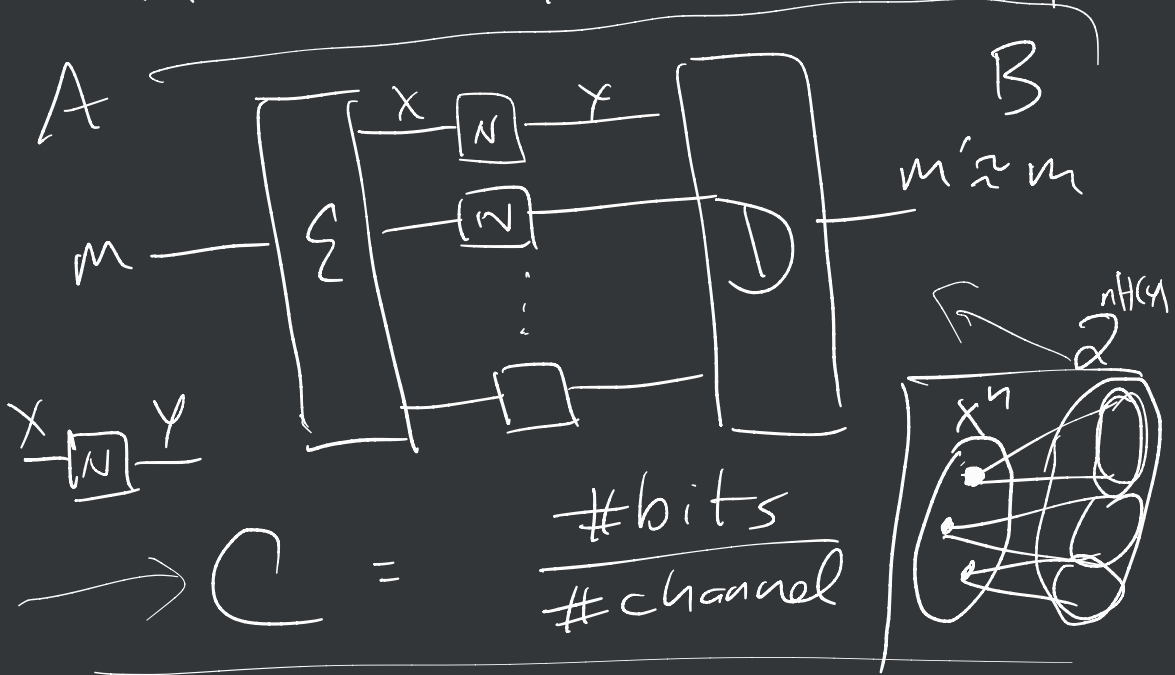 A
B
X
N
Y
m' ≈ m
N
m
Ɛ
D
2^{nH(Y)}
X^n
X
N
Y
C = #bits / #channel